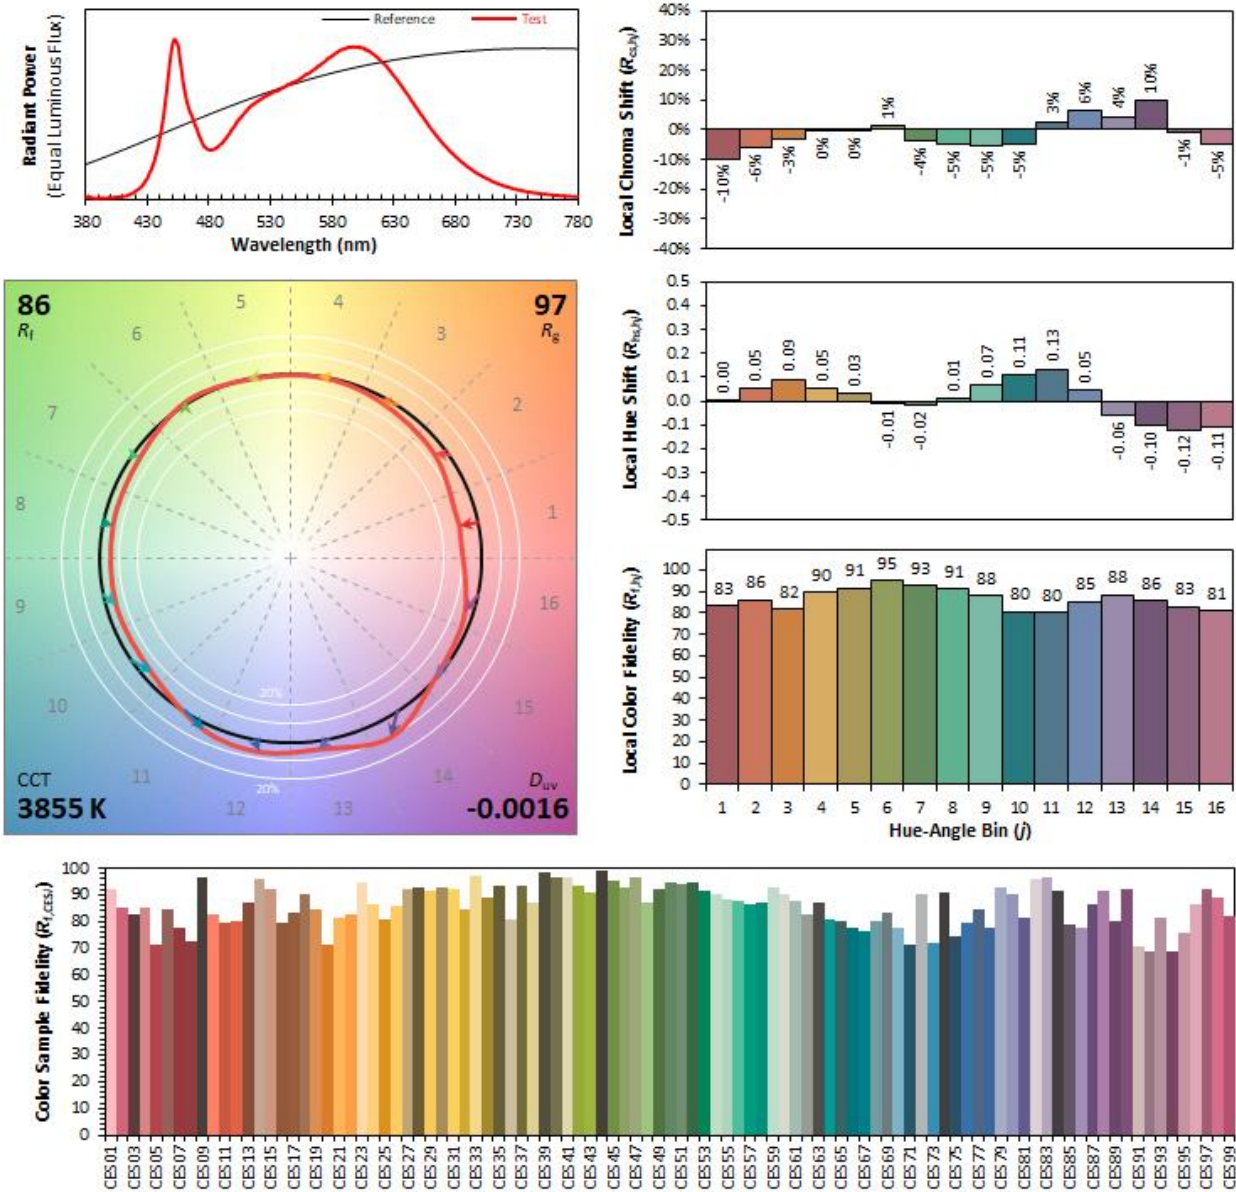 Radiant Power
(Equal Luminous Flux)
Reference Test
380 430 480 530 580 630 680 730 780
Wavelength (nm)
Local Chroma Shift (Rcs,hj)
40%
30%
20%
10%
0%
-10%
-20%
-30%
-40%
-10% -6% -3% 0% 0% 1% -4% -5% -5% -5% 3% 6% 4% 10% -1% -5%
86
Rf
97
Rg
5 4
6 3
7 2
8 1
9 16
10 15
11 14
12 13
20%
20%
CCT
3855 K
Duv
-0.0016
Local Hue Shift (Rhs,hj)
0.5
0.4
0.3
0.2
0.1
0.0
-0.1
-0.2
-0.3
-0.4
-0.5
0.00 0.05 0.09 0.05 0.03 -0.01 -0.02 0.01 0.07 0.11 0.13 0.05 -0.06 -0.10 -0.12 -0.11
Local Color Fidelity (Rf,hj)
100
90
80
70
60
50
40
30
20
10
0
83 86 82 90 91 95 93 91 88 80 80 85 88 86 83 81
1 2 3 4 5 6 7 8 9 10 11 12 13 14 15 16
Hue-Angle Bin (j)
Color Sample Fidelity (Rf,CESi)
100
90
80
70
60
50
40
30
20
10
0
CES01 CES03 CES05 CES07 CES09 CES11 CES13 CES15 CES17 CES19 CES21 CES23 CES25 CES27 CES29 CES31 CES33 CES35 CES37 CES39 CES41 CES43 CES45 CES47 CES49 CES51 CES53 CES55 CES57 CES59 CES61 CES63 CES65 CES67 CES69 CES71 CES73 CES75 CES77 CES79 CES81 CES83 CES85 CES87 CES89 CES91 CES93 CES95 CES97 CES99